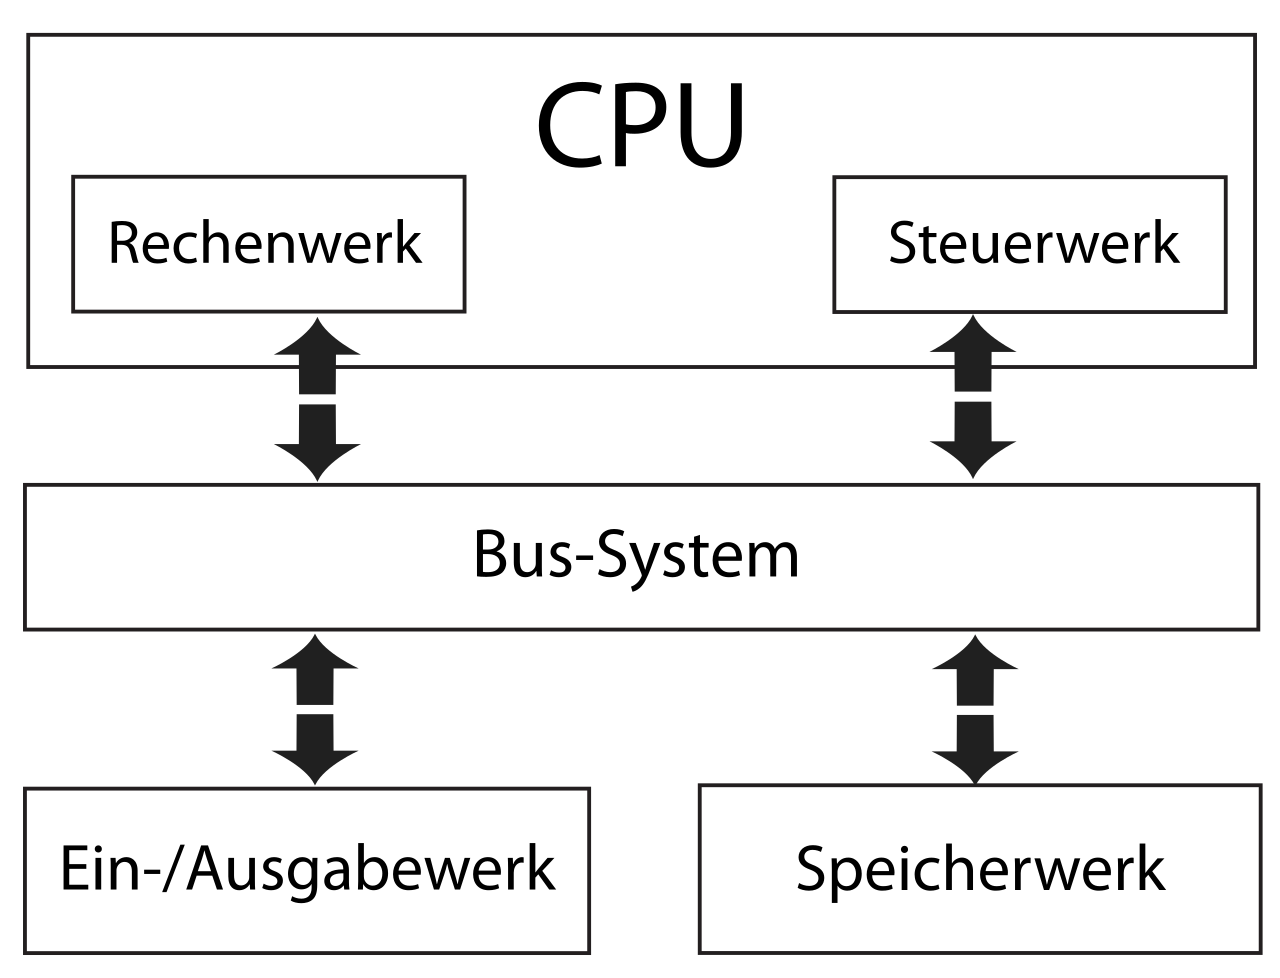 CPU
Rechenwerk
Steuerwerk
Bus-System
Ein-/Ausgabewerk
Speicherwerk